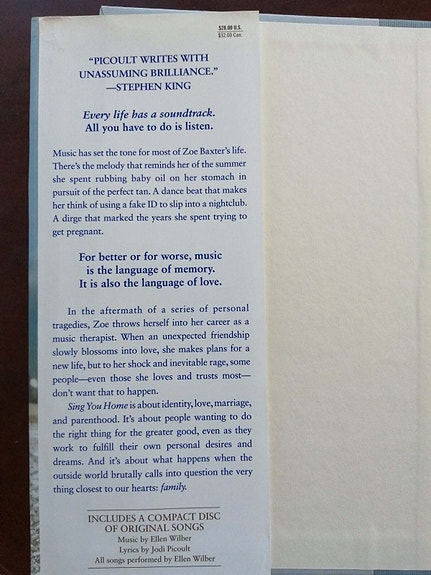 $28.00 U.S.
$32.00 Can.
“PICOULT WRITES WITH
UNASSUMING BRILLIANCE.”
—STEPHEN KING
Every life has a soundtrack.
All you have to do is listen.
Music has set the tone for most of Zoe Baxter’s life.
There’s the melody that reminds her of the summer
she spent rubbing baby oil on her stomach in
pursuit of the perfect tan. A dance beat that makes
her think of using a fake ID to slip into a nightclub.
A dirge that marked the years she spent trying to
get pregnant.
For better or for worse, music
is the language of memory.
It is also the language of love.
In the aftermath of a series of personal
tragedies, Zoe throws herself into her career as a
music therapist. When an unexpected friendship
slowly blossoms into love, she makes plans for a
new life, but to her shock and inevitable rage, some
people—even those she loves and trusts most—
don’t want that to happen.
Sing You Home is about identity, love, marriage,
and parenthood. It’s about people wanting to do
the right thing for the greater good, even as they
work to fulfill their own personal desires and
dreams. And it’s about what happens when the
outside world brutally calls into question the very
thing closest to our hearts: family.
INCLUDES A COMPACT DISC
OF ORIGINAL SONGS
Music by Ellen Wilber
Lyrics by Jodi Picoult
All songs performed by Ellen Wilber